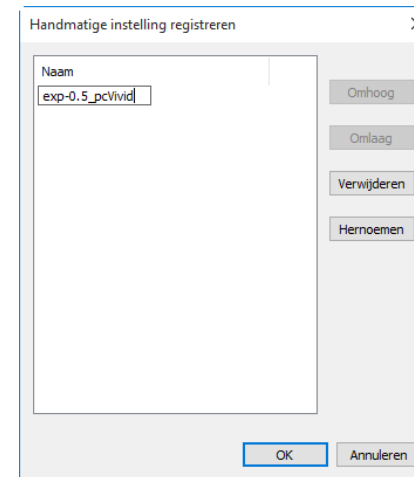 Handmatige instelling registreren
Naam
exp-0.5_pcVivid
Omhoog
Omlaag
Verwijderen
Hernoemen
OK
Annuleren